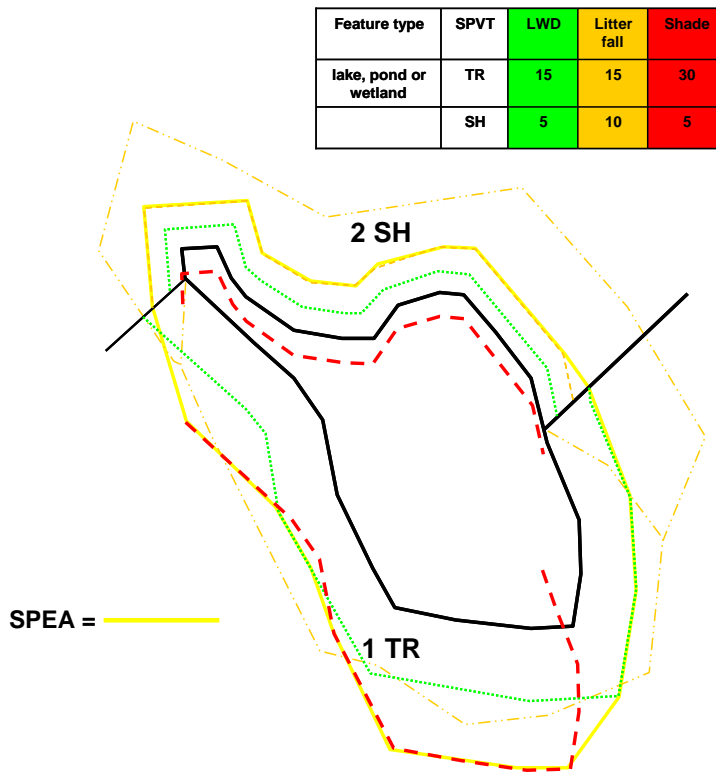 Feature type SPVT LWD Litter fall Shade
lake, pond or wetland TR 15 15 30
SH 5 10 5
2 SH
SPEA =
1 TR